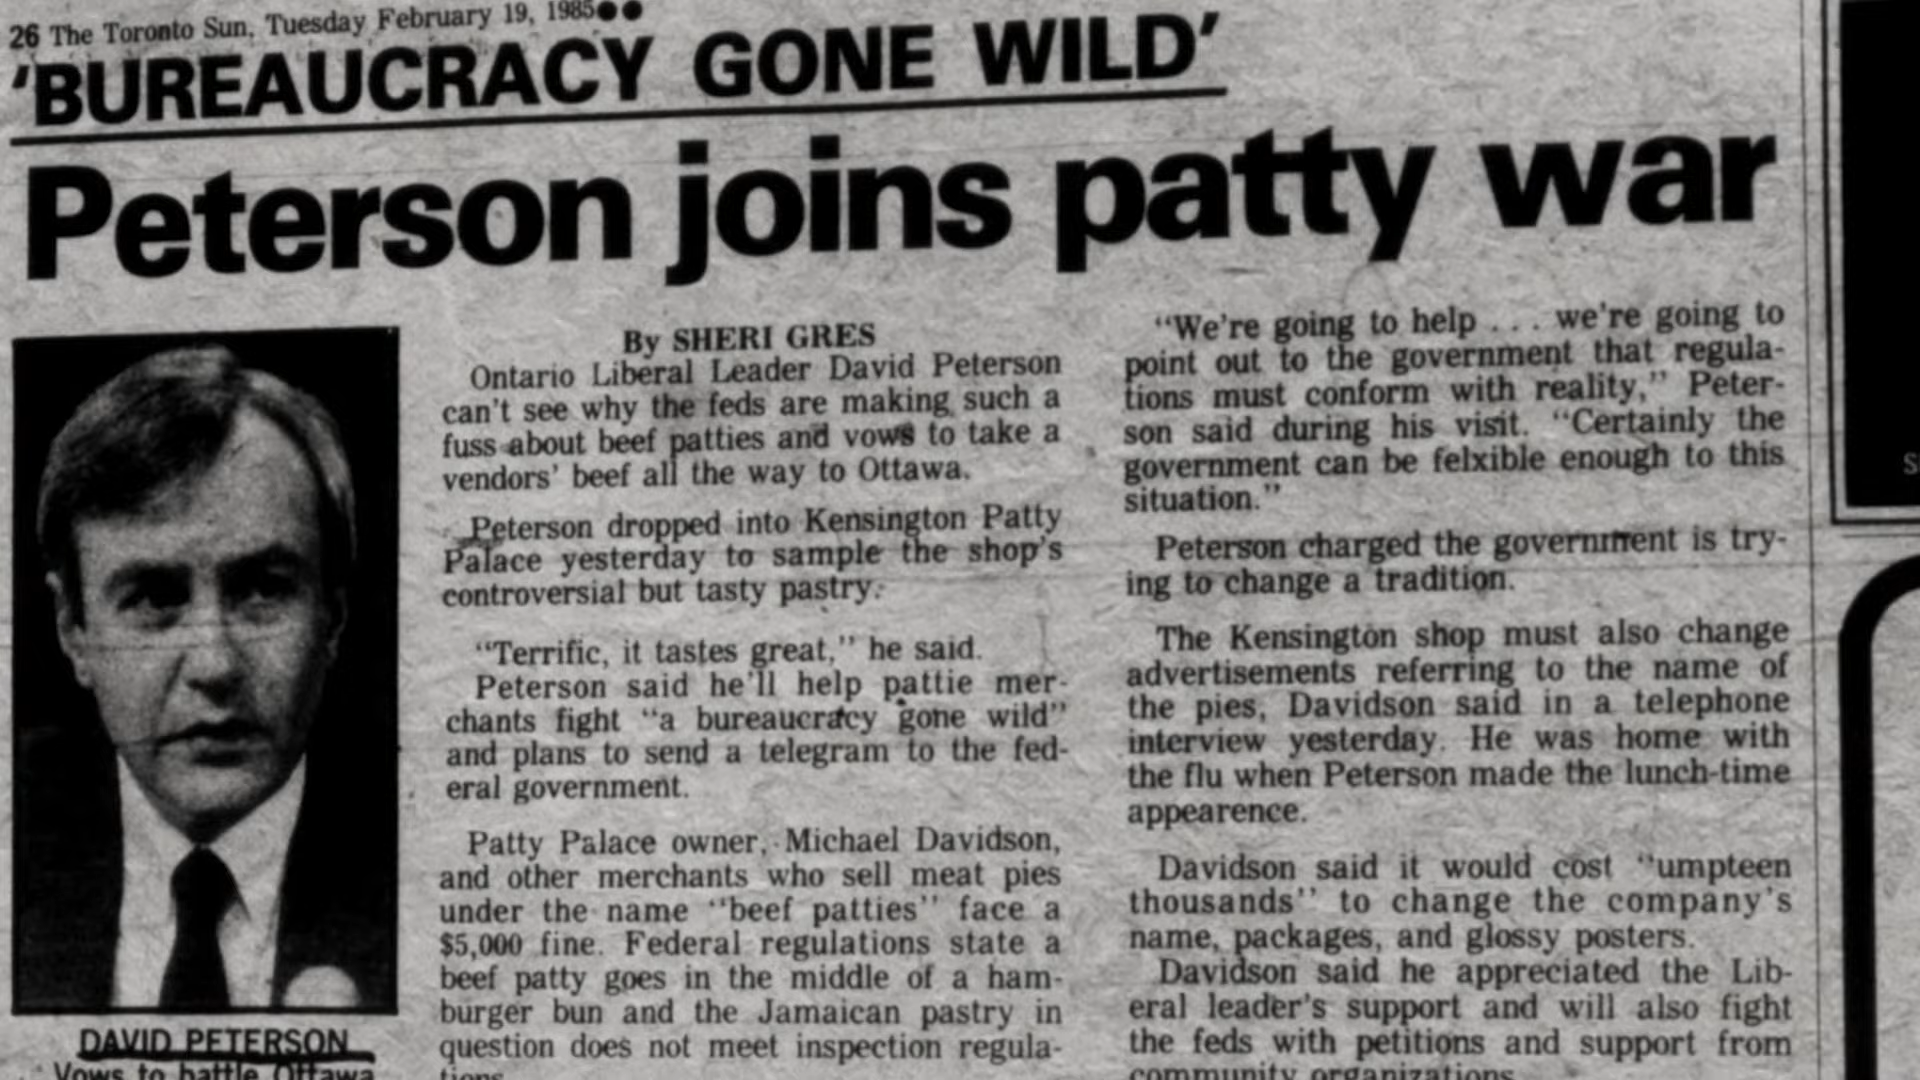 26 The Toronto Sun, Tuesday February 19, 1985●●
'BUREAUCRACY GONE WILD'
Peterson joins patty war
DAVID PETERSON
Vows to battle Ottawa
By SHERI GRES
Ontario Liberal Leader David Peterson
can't see why the feds are making such a
fuss about beef patties and vows to take a
vendors' beef all the way to Ottawa.
Peterson dropped into Kensington Patty
Palace yesterday to sample the shop's
controversial but tasty pastry.
"Terrific, it tastes great," he said.
Peterson said he'll help pattie mer-
chants fight "a bureaucracy gone wild"
and plans to send a telegram to the fed-
eral government.
Patty Palace owner, Michael Davidson,
and other merchants who sell meat pies
under the name "beef patties" face a
$5,000 fine. Federal regulations state a
beef patty goes in the middle of a ham-
burger bun and the Jamaican pastry in
question does not meet inspection regula-
tions
"We're going to help . . . we're going to
point out to the government that regula-
tions must conform with reality," Peter-
son said during his visit. "Certainly the
government can be felxible enough to this
situation."
Peterson charged the government is try-
ing to change a tradition.
The Kensington shop must also change
advertisements referring to the name of
the pies, Davidson said in a telephone
interview yesterday. He was home with
the flu when Peterson made the lunch-time
appearence.
Davidson said it would cost "umpteen
thousands" to change the company's
name, packages, and glossy posters.
Davidson said he appreciated the Lib-
eral leader's support and will also fight
the feds with petitions and support from
community organizations